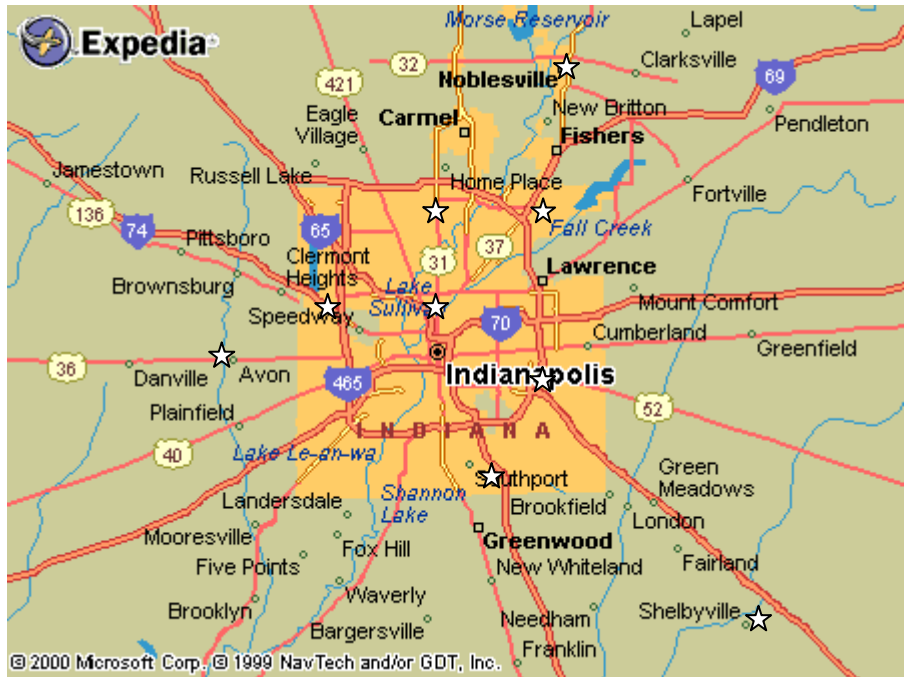 Expedia
Morse Reservoir
Lapel
32
Noblesville
Clarksville
69
421
Eagle
Village
Carmel
New Britton
Pendleton
Fishers
Jamestown
Russell Lake
Home Place
Fortville
136
74
65
Fall Creek
Pittsboro
Clermont
Heights
31
37
Lawrence
Brownsburg
Lake
Sulliva
Mount Comfort
Speedway
70
Cumberland
Greenfield
36
Danville
Avon
465
Indianapolis
52
Plainfield
INDIANA
40
Lake Le-an-wa
Green
Meadows
Southport
Landersdale
Shannon
Lake
Brookfield
London
Mooresville
Fox Hill
Greenwood
Five Points
New Whiteland
Fairland
Brooklyn
Waverly
Needham
Shelbyville
Bargersville
Franklin
© 2000 Microsoft Corp. © 1999 NavTech and/or GDT, Inc.